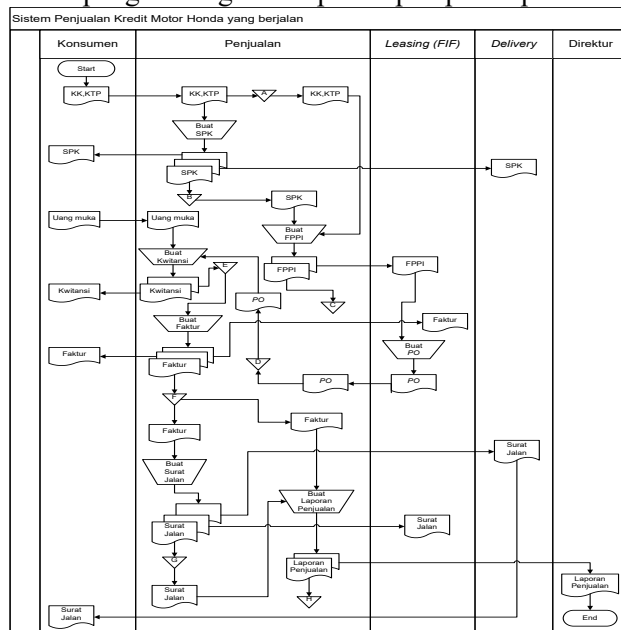 Sistem Penjualan Kredit Motor Honda yang berjalan
Konsumen
Penjualan
Leasing (FIF)
Delivery
Direktur
Start
KK,KTP
KK,KTP
A
KK,KTP
Buat
SPK
SPK
SPK
SPK
B
SPK
Uang muka
Uang muka
Buat
FPPI
Buat
Kwitansi
E
FPPI
FPPI
Kwitansi
Kwitansi
PO
C
Buat
Faktur
Faktur
Buat
PO
Faktur
Faktur
D
PO
PO
F
Faktur
Faktur
Surat
Jalan
Buat
Surat
Jalan
Buat
Laporan
Penjualan
Surat
Jalan
Surat
Jalan
G
Laporan
Penjualan
Laporan
Penjualan
Surat
Jalan
H
Surat
Jalan
End